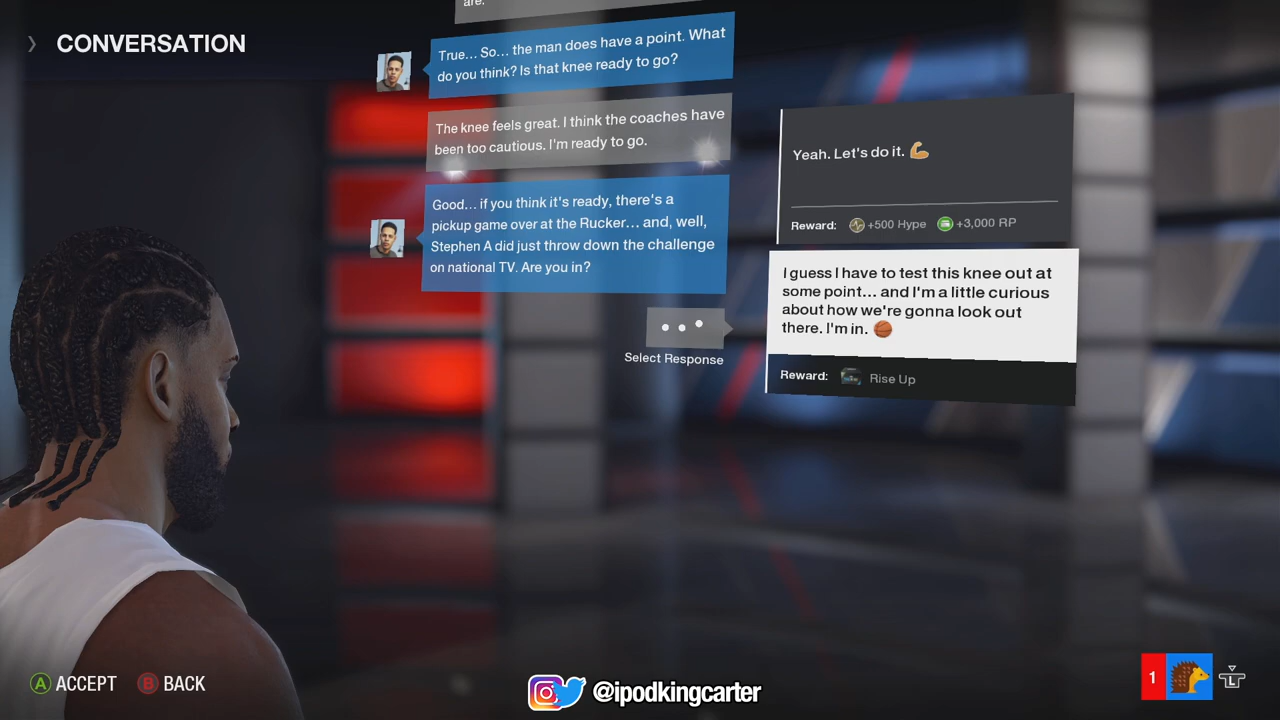 CONVERSATION
are.
True... So... the man does have a point. What
do you think? Is that knee ready to go?
The knee feels great. I think the coaches have
been too cautious. I'm ready to go.
Good... if you think it's ready, there's a
pickup game over at the Rucker... and, well,
Stephen A did just throw down the challenge
on national TV. Are you in?
Select Response
Yeah. Let's do it. 💪
Reward: +500 Hype +3,000 RP
I guess I have to test this knee out at
some point... and I'm a little curious
about how we're gonna look out
there. I'm in. 🏀
Reward: Rise Up
A ACCEPT B BACK
@ipodkingcarter
1
L